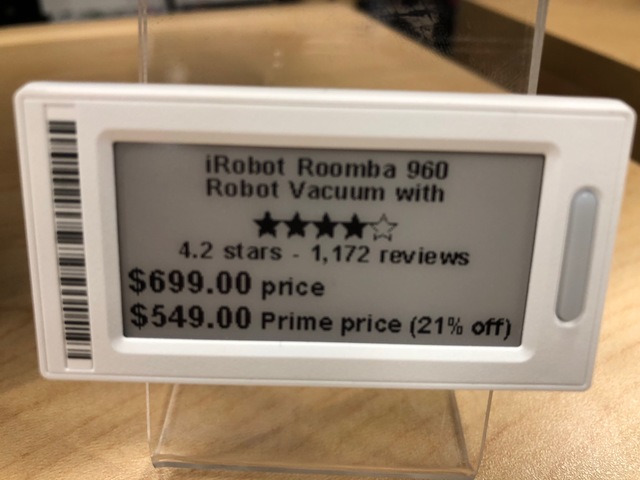 iRobot Roomba 960
Robot Vacuum with
4.2 stars - 1,172 reviews
$699.00 price
$549.00 Prime price (21% off)